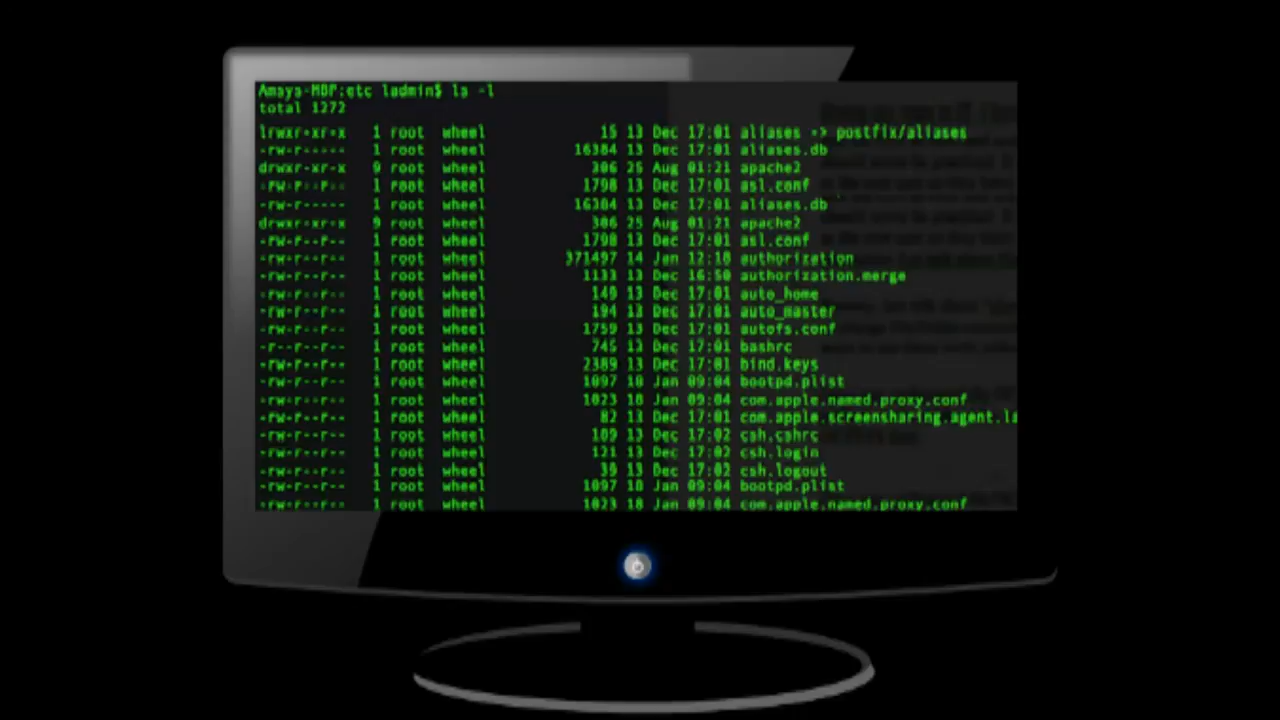 Amsys-MBP:etc ladmin$ ls -l
total 1272
lrwxr-xr-x 1 root wheel 15 13 Dec 17:01 aliases -> postfix/aliases
-rw-r----- 1 root wheel 16384 13 Dec 17:01 aliases.db
drwxr-xr-x 9 root wheel 306 25 Aug 01:21 apache2
-rw-r--r-- 1 root wheel 1798 13 Dec 17:01 asl.conf
-rw-r----- 1 root wheel 16384 13 Dec 17:01 aliases.db
drwxr-xr-x 9 root wheel 306 25 Aug 01:21 apache2
-rw-r--r-- 1 root wheel 1798 13 Dec 17:01 asl.conf
-rw-r--r-- 1 root wheel 371497 14 Jan 12:18 authorization
-rw-r--r-- 1 root wheel 1133 13 Dec 16:50 authorization.merge
-rw-r--r-- 1 root wheel 149 13 Dec 17:01 auto_home
-rw-r--r-- 1 root wheel 194 13 Dec 17:01 auto_master
-rw-r--r-- 1 root wheel 1759 13 Dec 17:01 autofs.conf
-r--r--r-- 1 root wheel 745 13 Dec 17:01 bashrc
-rw-r--r-- 1 root wheel 2389 13 Dec 17:01 bind.keys
-rw-r--r-- 1 root wheel 1097 18 Jan 09:04 bootpd.plist
-rw-r--r-- 1 root wheel 1023 18 Jan 09:04 com.apple.named.proxy.conf
-rw-r--r-- 1 root wheel 82 13 Dec 17:01 com.apple.screensharing.agent.la
-rw-r--r-- 1 root wheel 109 13 Dec 17:02 csh.cshrc
-rw-r--r-- 1 root wheel 121 13 Dec 17:02 csh.login
-rw-r--r-- 1 root wheel 39 13 Dec 17:02 csh.logout
-rw-r--r-- 1 root wheel 1097 18 Jan 09:04 bootpd.plist
-rw-r--r-- 1 root wheel 1023 18 Jan 09:04 com.apple.named.proxy.conf